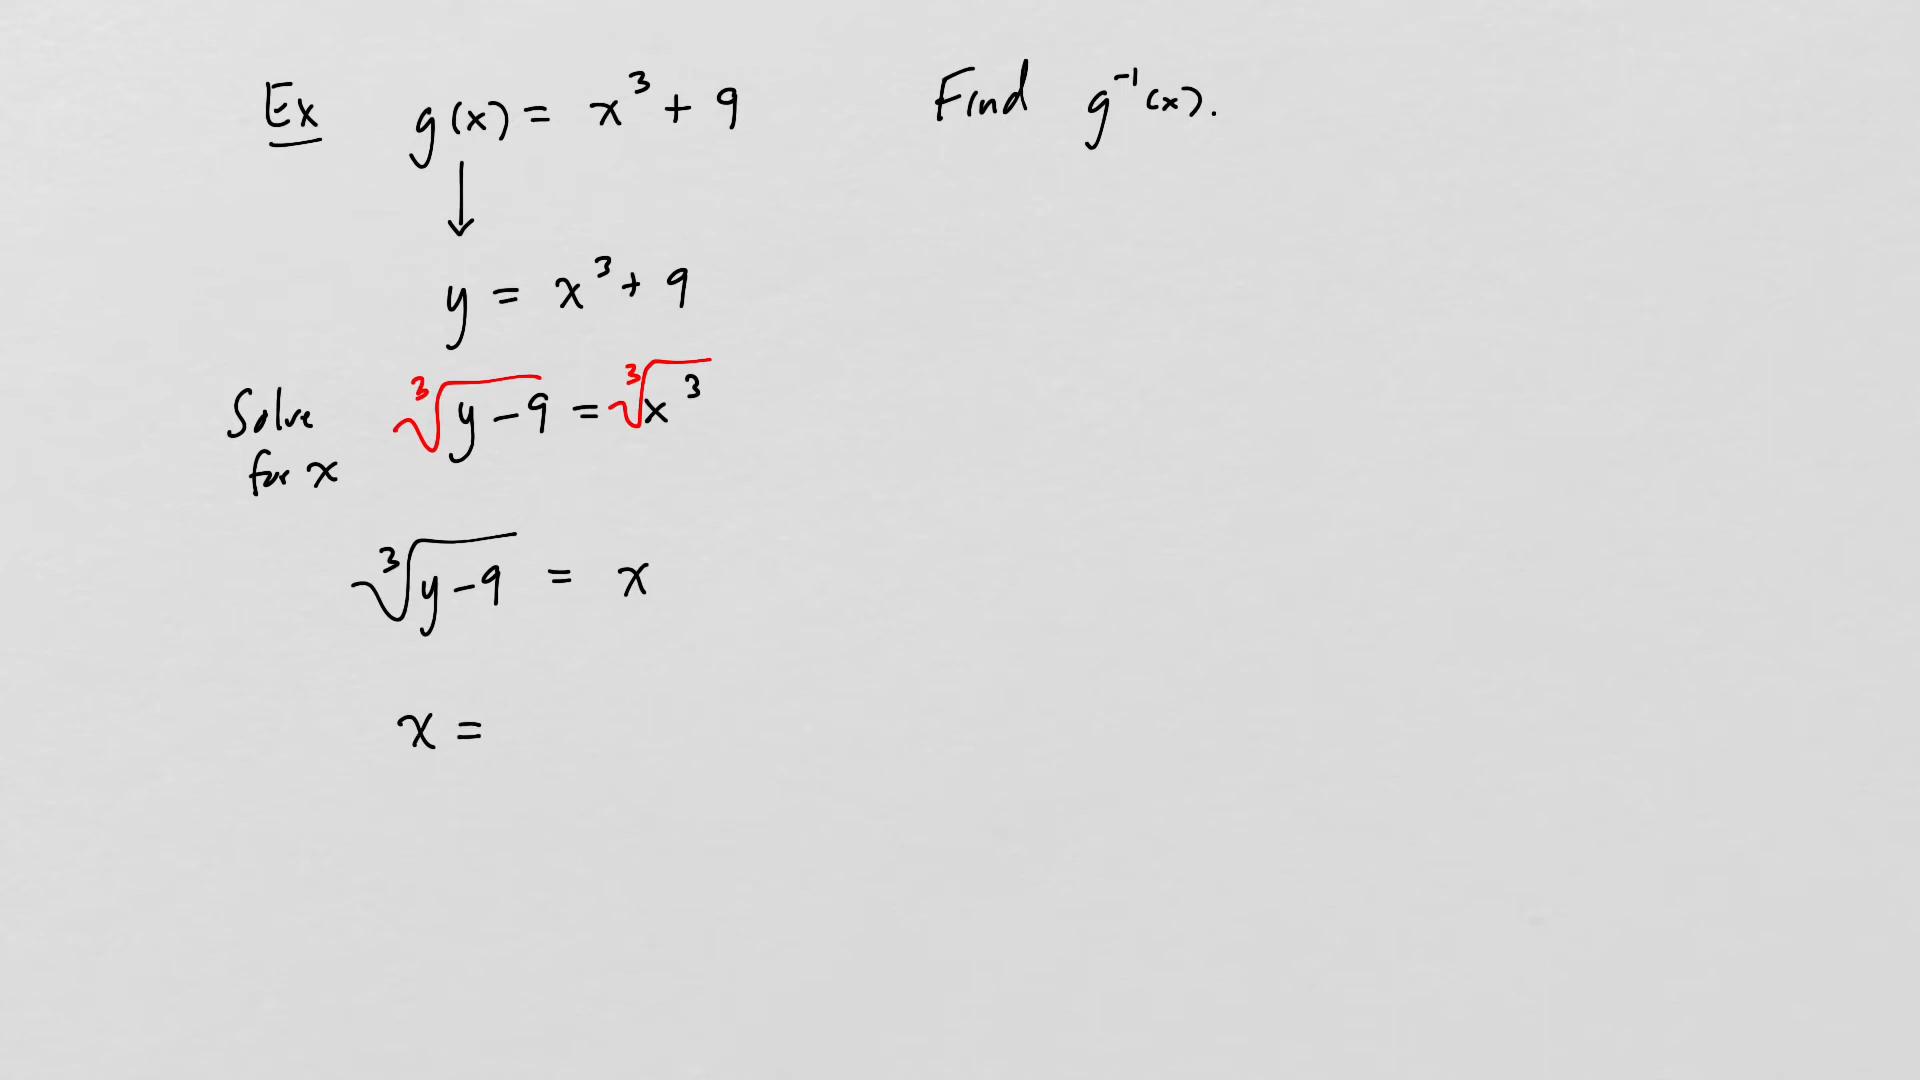 Ex g(x) = x³ + 9 Find g⁻¹(x).
↓
y = x³ + 9
Solve for x ∛(y - 9) = ∛(x³)
∛(y - 9) = x
x =